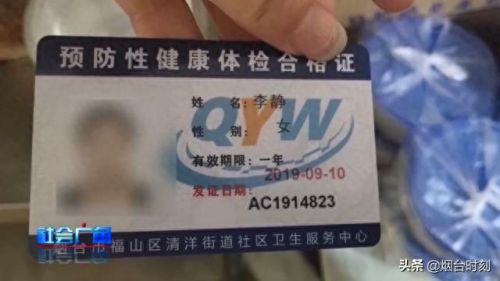 预防性健康体检合格证
姓 名:李静
QYW
性 别: 女
有效期限:一年
2019-09-10
发证日期:
AC1914823
社会广角
烟台市福山区清洋街道社区卫生服务中心
头条 @烟台时刻